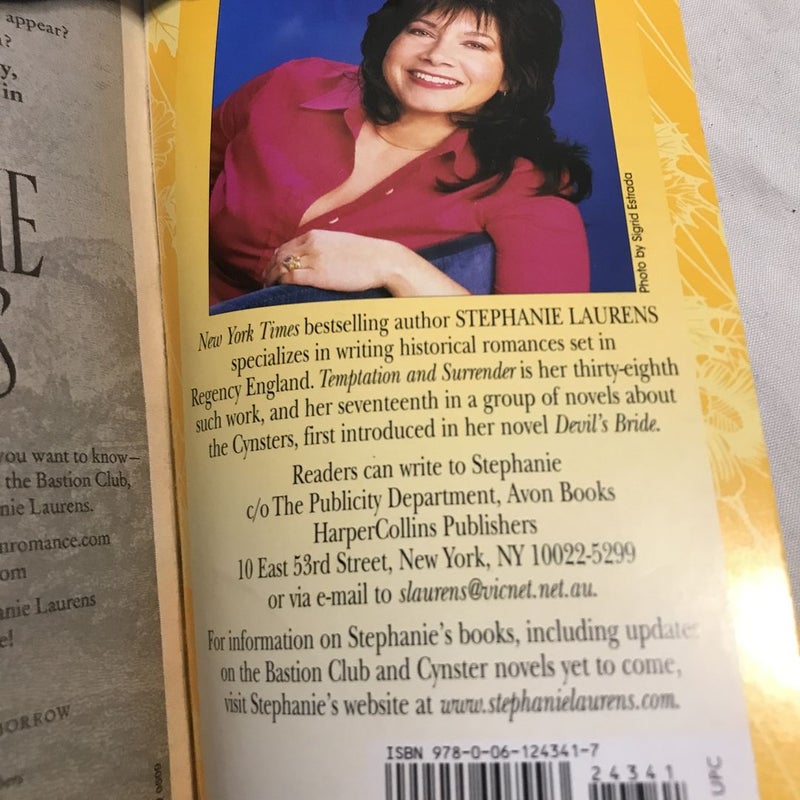 appear?
?
y,
in
E
S
you want to know—
the Bastion Club,
nie Laurens.
nromance.com
om
anie Laurens
e!
ORROW
Photo by Sigrid Estrada
New York Times bestselling author STEPHANIE LAURENS
specializes in writing historical romances set in
Regency England. Temptation and Surrender is her thirty-eighth
such work, and her seventeenth in a group of novels about
the Cynsters, first introduced in her novel Devil's Bride.
Readers can write to Stephanie
c/o The Publicity Department, Avon Books
HarperCollins Publishers
10 East 53rd Street, New York, NY 10022-5299
or via e-mail to slaurens@vicnet.net.au.
For information on Stephanie's books, including update
on the Bastion Club and Cynster novels yet to come,
visit Stephanie's website at www.stephanielaurens.com.
ISBN 978-0-06-124341-7
24341
UPC